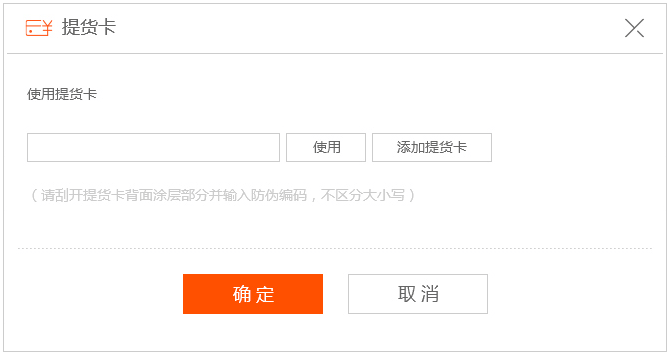 提货卡
使用提货卡
使用 添加提货卡
（请刮开提货卡背面涂层部分并输入防伪编码，不区分大小写）
确定 取消